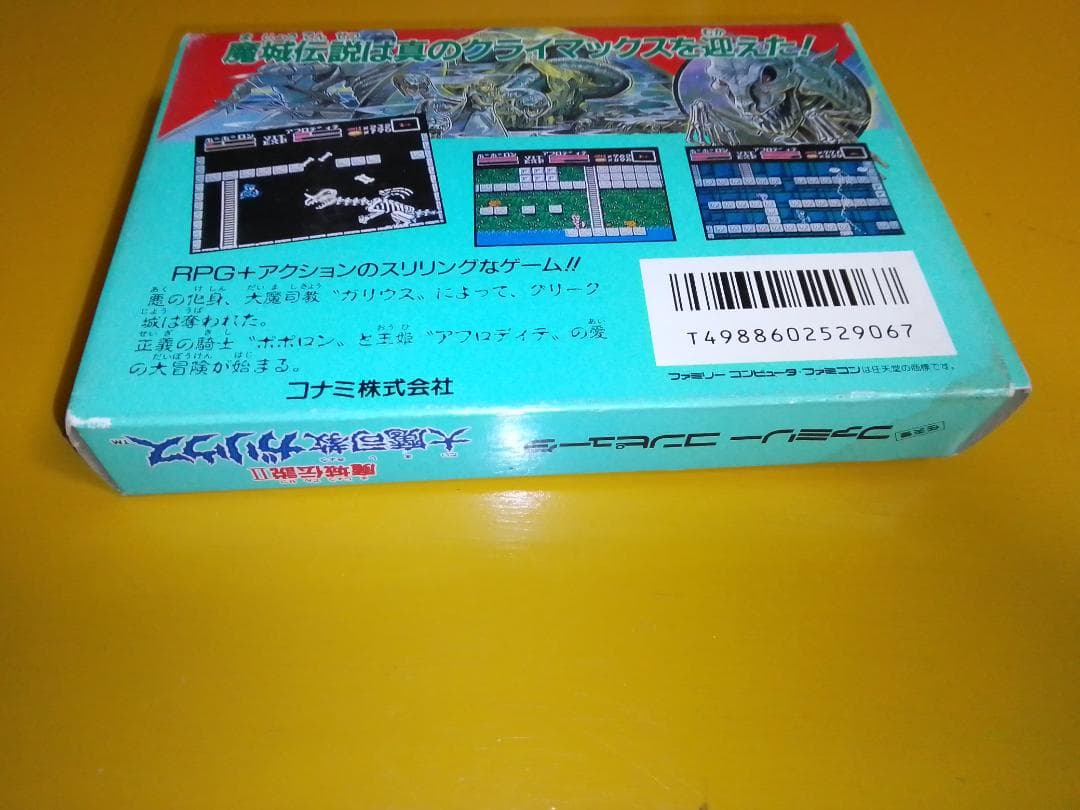 魔城伝説は真のクライマックスを迎えた!
RPG+アクションのスリリングなゲーム!!
悪の化身、大魔司教“ガリウス”によって、グリーク
城は奪われた。
正義の騎士“ポポロン”と王姫“アフロディテ”の愛
の大冒険が始まる。
コナミ株式会社
T4988602529067
ファミリー コンピュータ・ファミコンは任天堂の商標です。
魔城伝説II
大魔司教ガリウス™
ファミリー コンピュータ